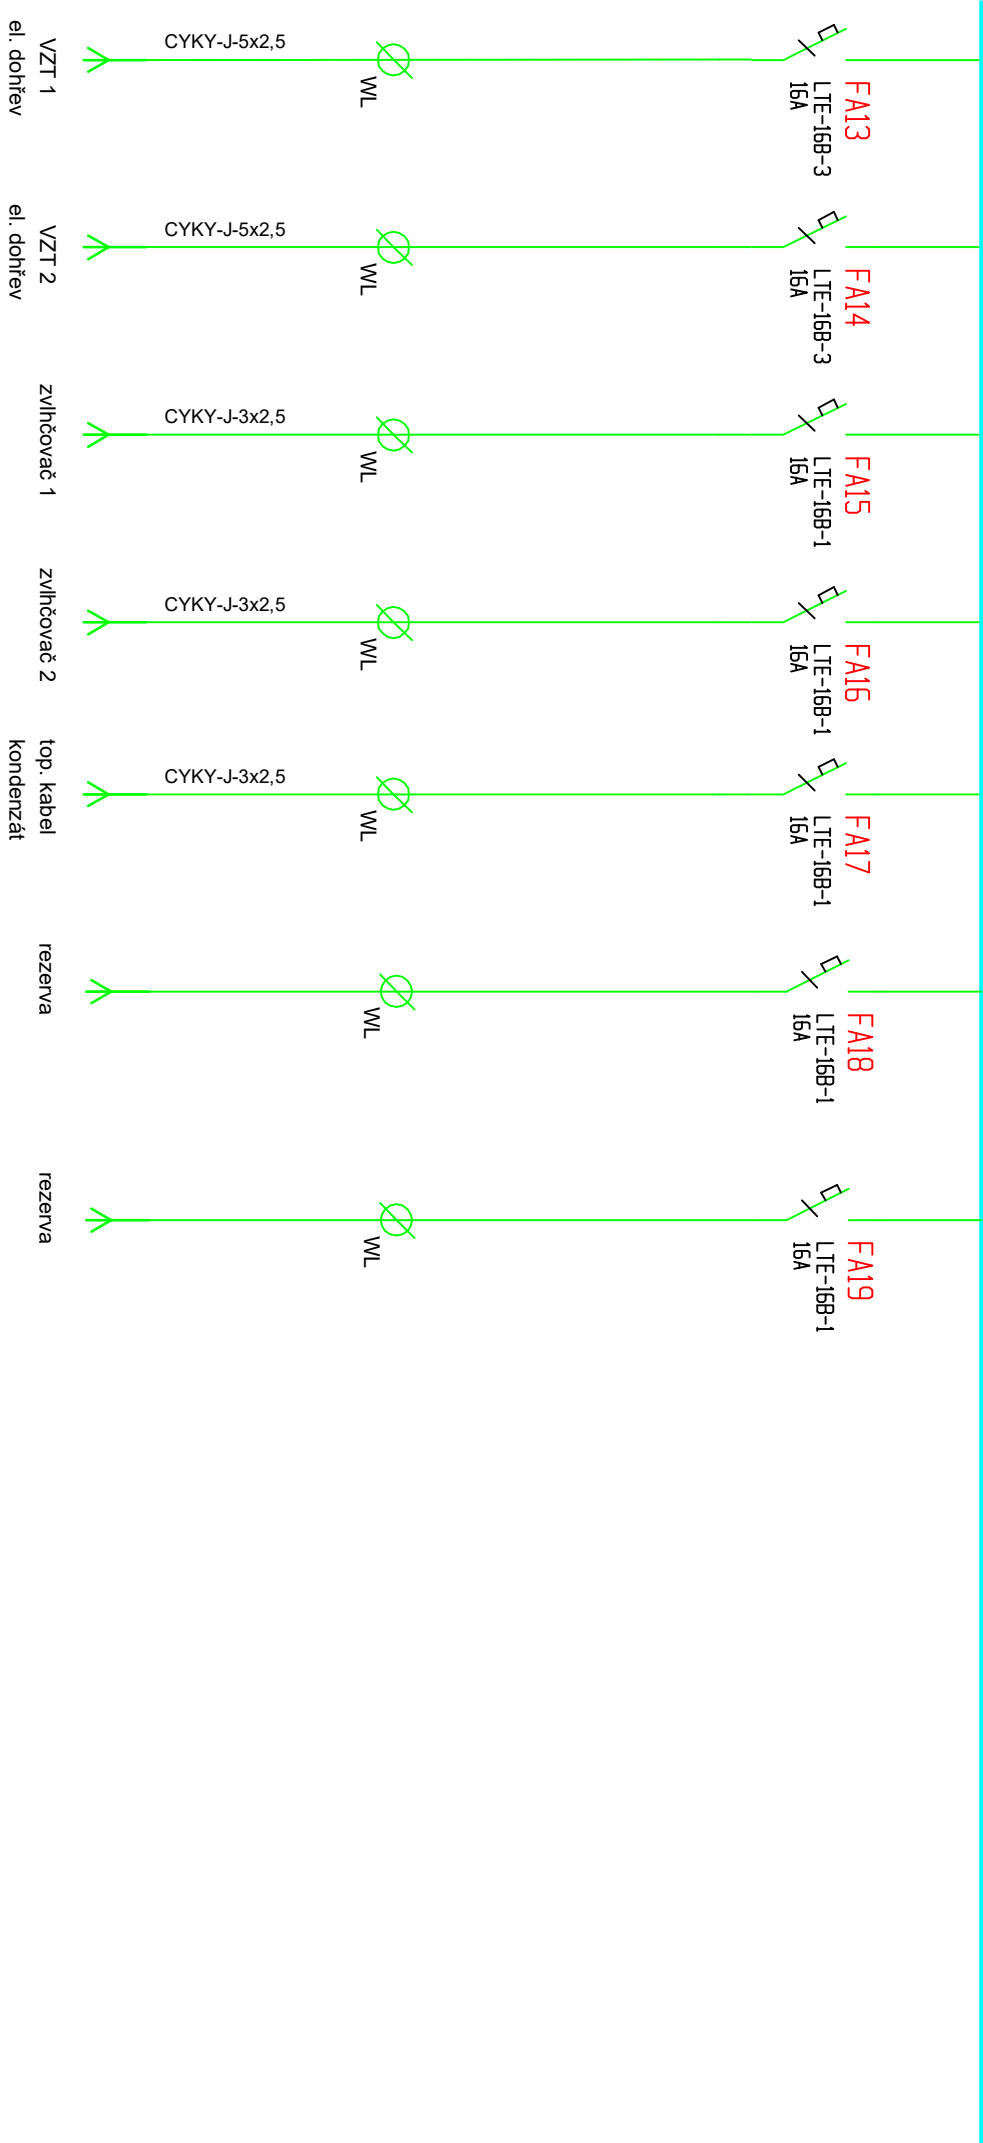 FA13
LTE-16B-3
16A
WL
CYKY-J-5x2,5
VZT 1
el. dohřev
FA14
LTE-16B-3
16A
WL
CYKY-J-5x2,5
VZT 2
el. dohřev
FA15
LTE-16B-1
16A
WL
CYKY-J-3x2,5
zvlhčovač 1
FA16
LTE-16B-1
16A
WL
CYKY-J-3x2,5
zvlhčovač 2
FA17
LTE-16B-1
16A
WL
CYKY-J-3x2,5
top. kabel
kondenzát
FA18
LTE-16B-1
16A
WL
rezerva
FA19
LTE-16B-1
16A
WL
rezerva